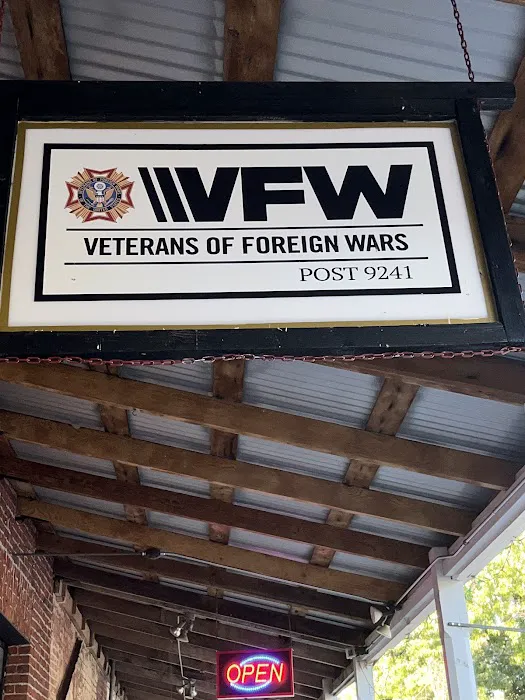 VFW
VETERANS OF FOREIGN WARS
POST 9241
OPEN